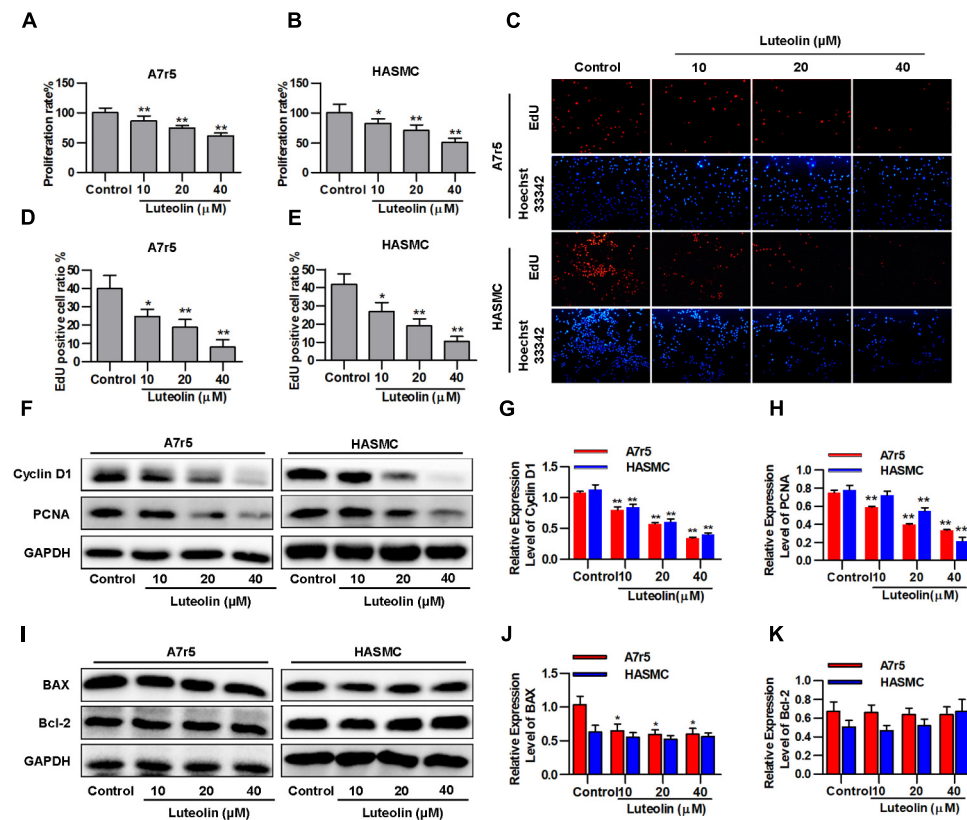 A
B
C
A7r5
Proliferation rate%
150
100
50
0
** ** **
Control 10 20 40
Luteolin (μM)
HASMC
Proliferation rate%
150
100
50
0
* ** **
Control 10 20 40
Luteolin (μM)
Luteolin (μM)
Control 10 20 40
A7r5
EdU
Hoechst 33342
HASMC
EdU
Hoechst 33342
D
E
A7r5
EdU positive cell ratio %
50
40
30
20
10
0
* ** **
Control 10 20 40
Luteolin (μM)
HASMC
EdU positive cell ratio %
50
40
30
20
10
0
* ** **
Control 10 20 40
Luteolin (μM)
F
A7r5 HASMC
Cyclin D1
PCNA
GAPDH
Control 10 20 40 Control 10 20 40
Luteolin (μM) Luteolin (μM)
G
A7r5
HASMC
Relative Expression
Level of Cyclin D1
1.5
1.0
0.5
0.0
** ** ** ** ** **
Control 10 20 40
Luteolin(μM)
H
A7r5
HASMC
Relative Expression
Level of PCNA
1.0
0.8
0.6
0.4
0.2
0.0
** ** ** ** **
Control 10 20 40
Luteolin(μM)
I
A7r5 HASMC
BAX
Bcl-2
GAPDH
Control 10 20 40 Control 10 20 40
Luteolin (μM) Luteolin (μM)
J
A7r5
HASMC
Relative Expression
Level of BAX
1.5
1.0
0.5
0.0
* * *
Control 10 20 40
Luteolin (μM)
K
A7r5
HASMC
Relative Expression
Level of Bcl-2
1.0
0.8
0.6
0.4
0.2
0.0
Control 10 20 40
Luteolin (μM)